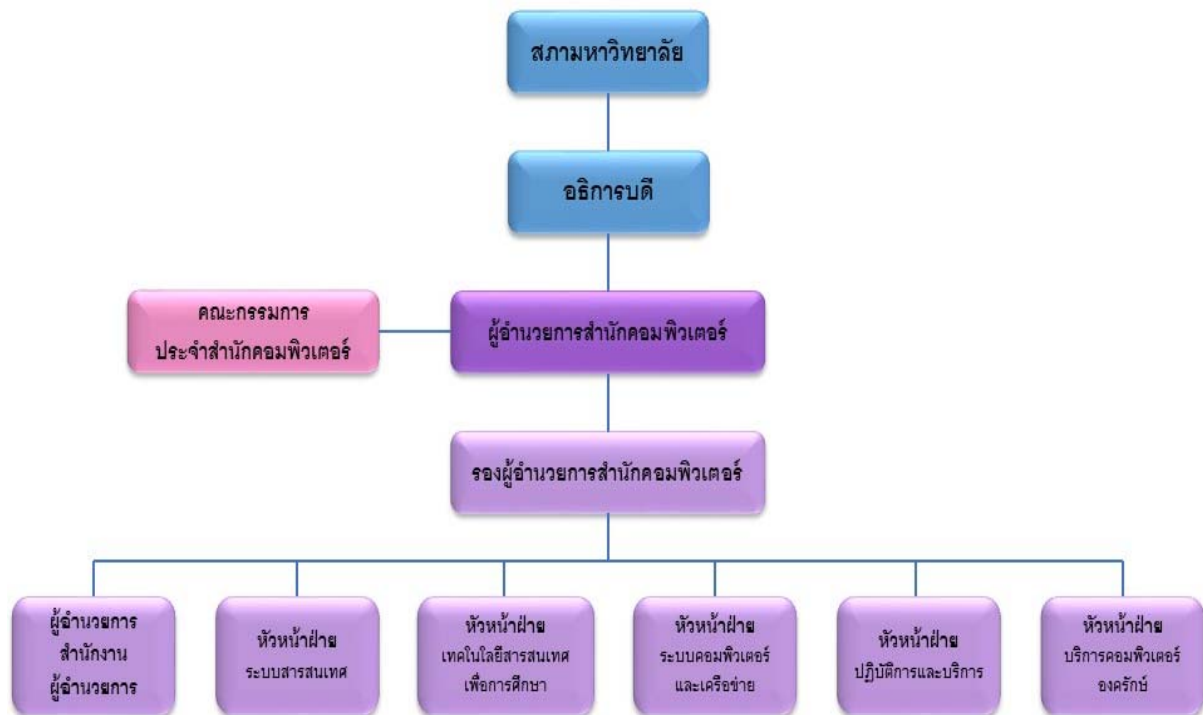 สภามหาวิทยาลัย
อธิการบดี
คณะกรรมการ
ประจำสำนักคอมพิวเตอร์
ผู้อำนวยการสำนักคอมพิวเตอร์
รองผู้อำนวยการสำนักคอมพิวเตอร์
ผู้อำนวยการ
สำนักงาน
ผู้อำนวยการ
หัวหน้าฝ่าย
ระบบสารสนเทศ
หัวหน้าฝ่าย
เทคโนโลยีสารสนเทศ
เพื่อการศึกษา
หัวหน้าฝ่าย
ระบบคอมพิวเตอร์
และเครือข่าย
หัวหน้าฝ่าย
ปฏิบัติการและบริการ
หัวหน้าฝ่าย
บริการคอมพิวเตอร์
องครักษ์